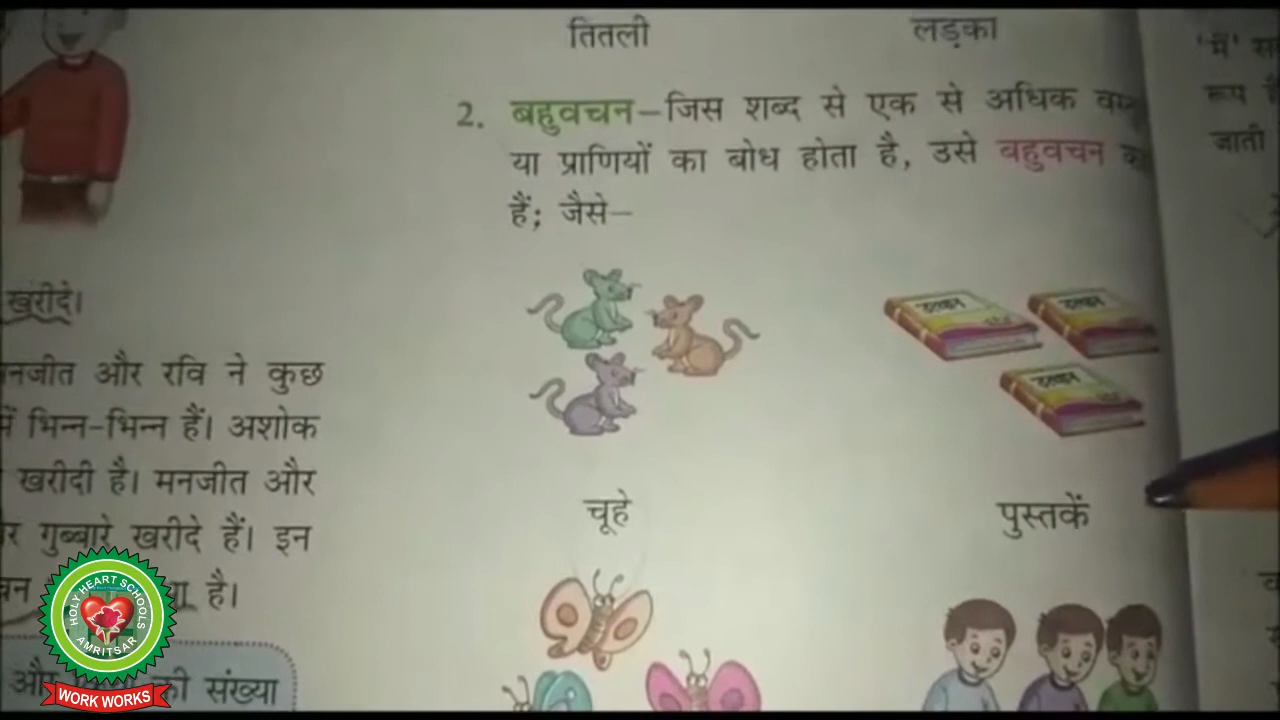 खरीदे।
मनजीत और रवि ने कुछ
में भिन्न-भिन्न हैं। अशोक
खरीदी है। मनजीत और
गुब्बारे खरीदे हैं। इन
है।
की संख्या
तितली
लड़का
2. बहुवचन–जिस शब्द से एक से अधिक
या प्राणियों का बोध होता है, उसे बहुवचन
हैं; जैसे–
चूहे
पुस्तकें
'में'
रूप
जाती
HOLY HEART SCHOOLS
AMRITSAR
WORK WORKS